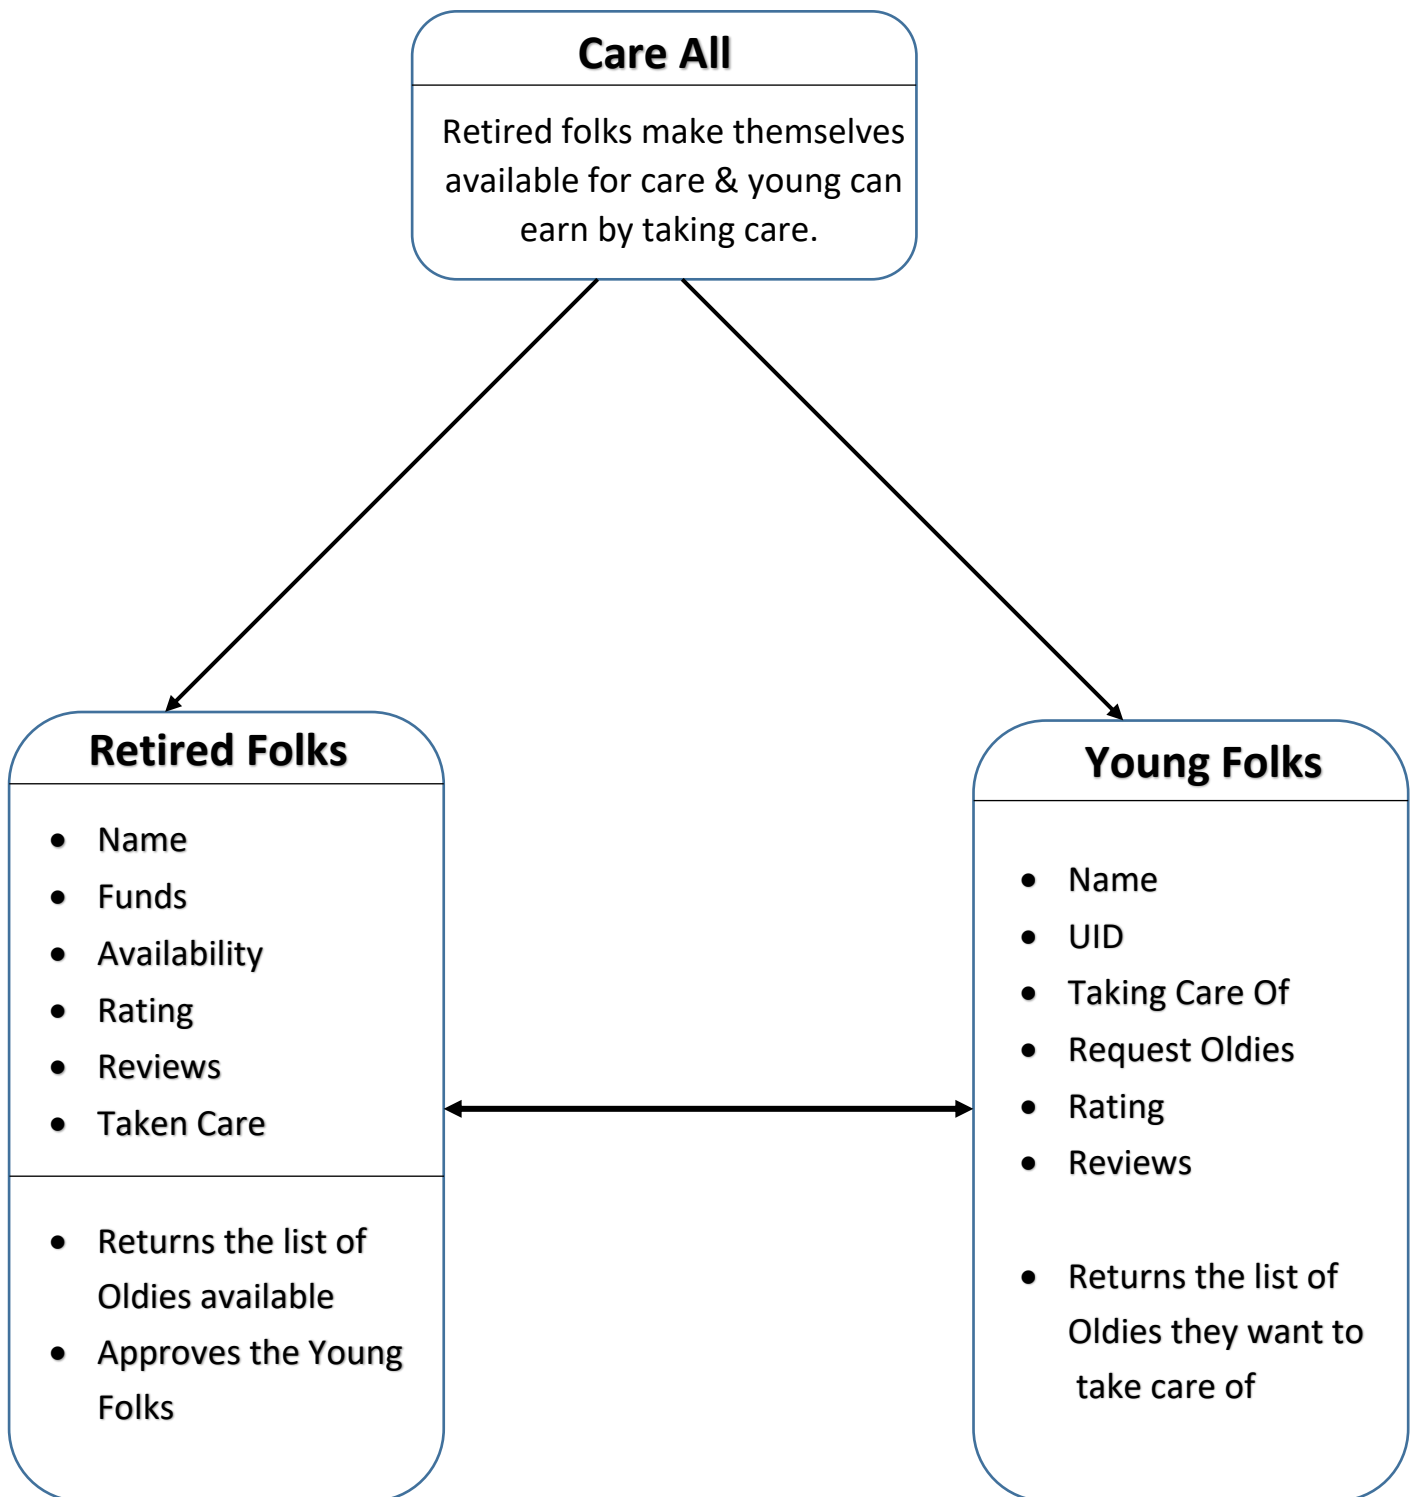 Care All
Retired folks make themselves
available for care & young can
earn by taking care.
Retired Folks
• Name
• Funds
• Availability
• Rating
• Reviews
• Taken Care
• Returns the list of
Oldies available
• Approves the Young
Folks
Young Folks
• Name
• UID
• Taking Care Of
• Request Oldies
• Rating
• Reviews
• Returns the list of
Oldies they want to
take care of